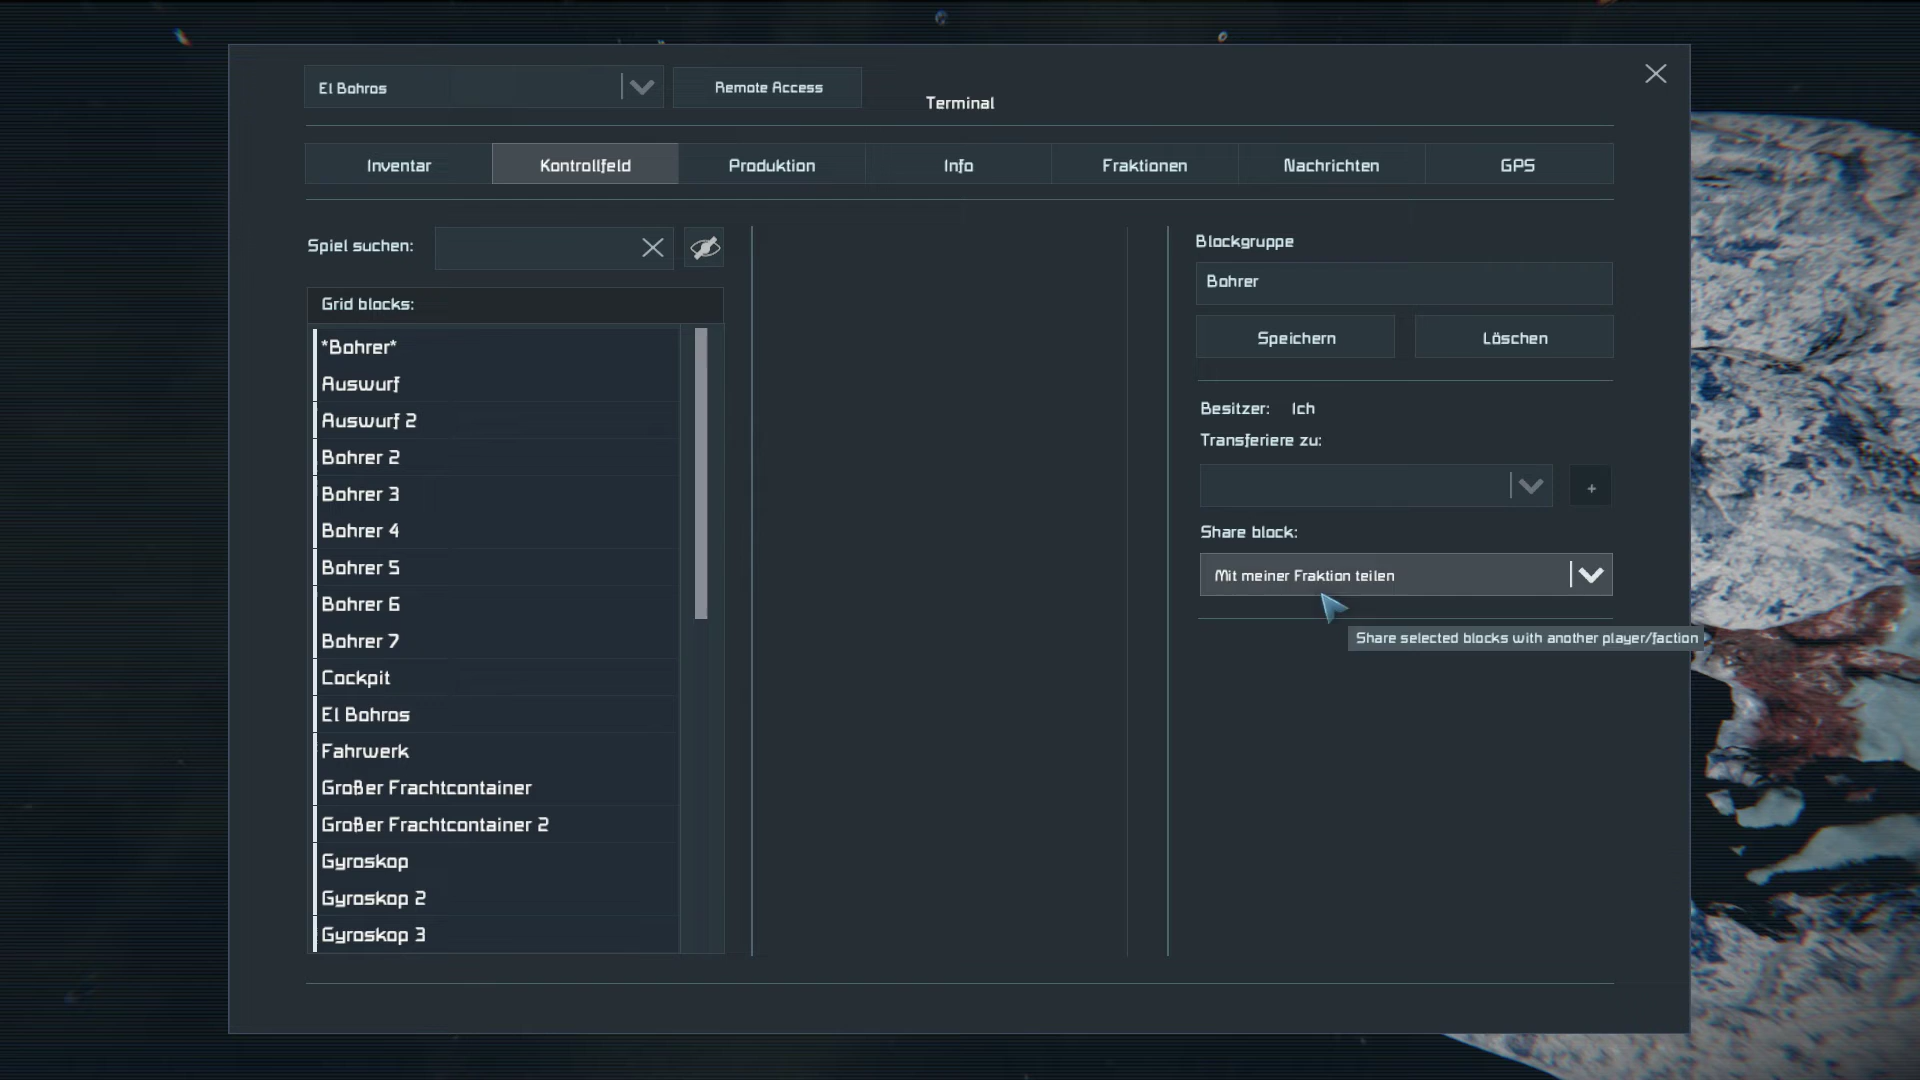 El Bohros
Remote Access
Terminal
Inventar
Kontrollfeld
Produktion
Info
Fraktionen
Nachrichten
GPS
Spiel suchen:
Grid blocks:
*Bohrer*
Auswurf
Auswurf 2
Bohrer 2
Bohrer 3
Bohrer 4
Bohrer 5
Bohrer 6
Bohrer 7
Cockpit
El Bohros
Fahrwerk
Großer Frachtcontainer
Großer Frachtcontainer 2
Gyroskop
Gyroskop 2
Gyroskop 3
Blockgruppe
Bohrer
Speichern
Löschen
Besitzer: Ich
Transferiere zu:
+
Share block:
Mit meiner Fraktion teilen
Share selected blocks with another player/faction